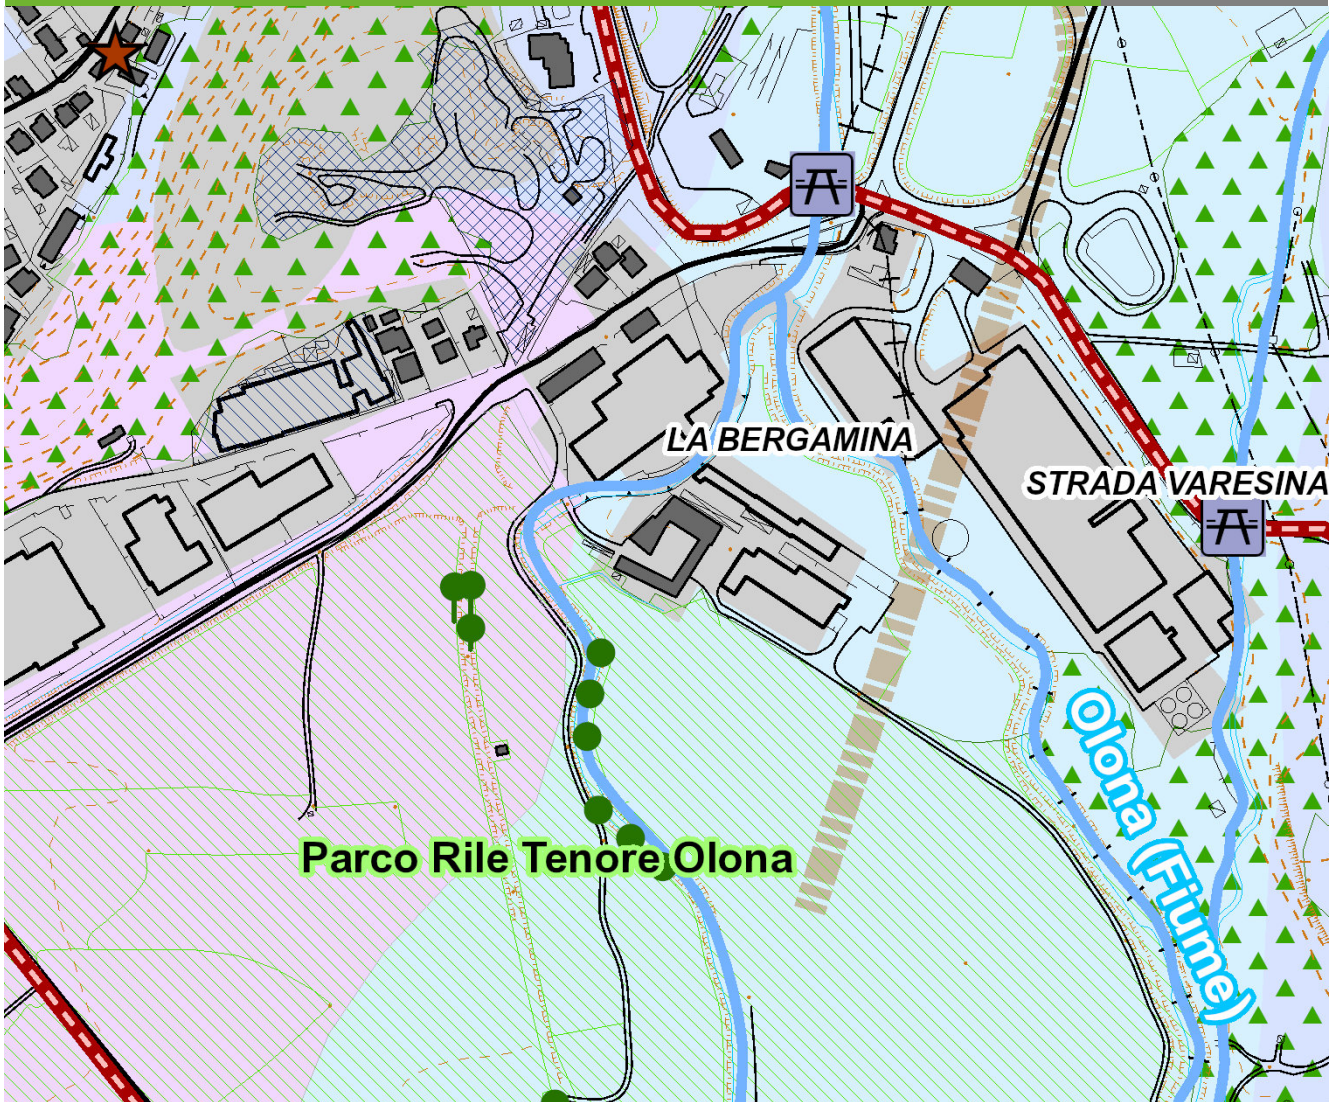 LA BERGAMINA
STRADA VARESINA
Olona (Fiume)
Parco Rile Tenore Olona